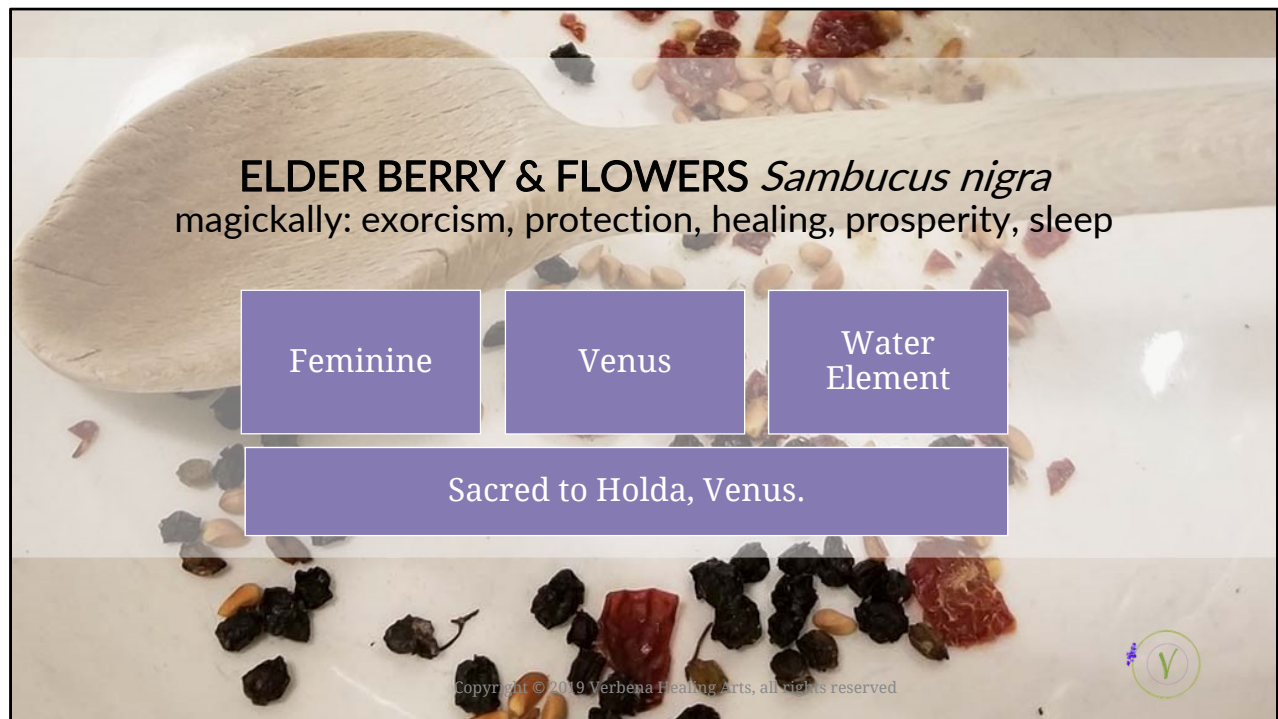 ELDER BERRY & FLOWERS Sambucus nigra
magickally: exorcism, protection, healing, prosperity, sleep
Feminine
Venus
Water
Element
Sacred to Holda, Venus.
Copyright © 2019 Verbena Healing Arts, all rights reserved
V